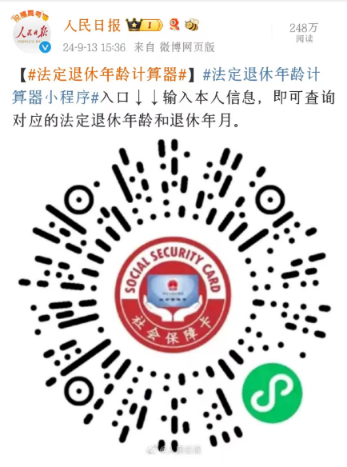 人民日报
24-9-13 15:36 来自 微博网页版
248万
阅读
【#法定退休年龄计算器#】#法定退休年龄计
算器小程序#入口↓↓输入本人信息，即可查询
对应的法定退休年龄和退休年月。
SOCIAL SECURITY CARD
社会保障卡